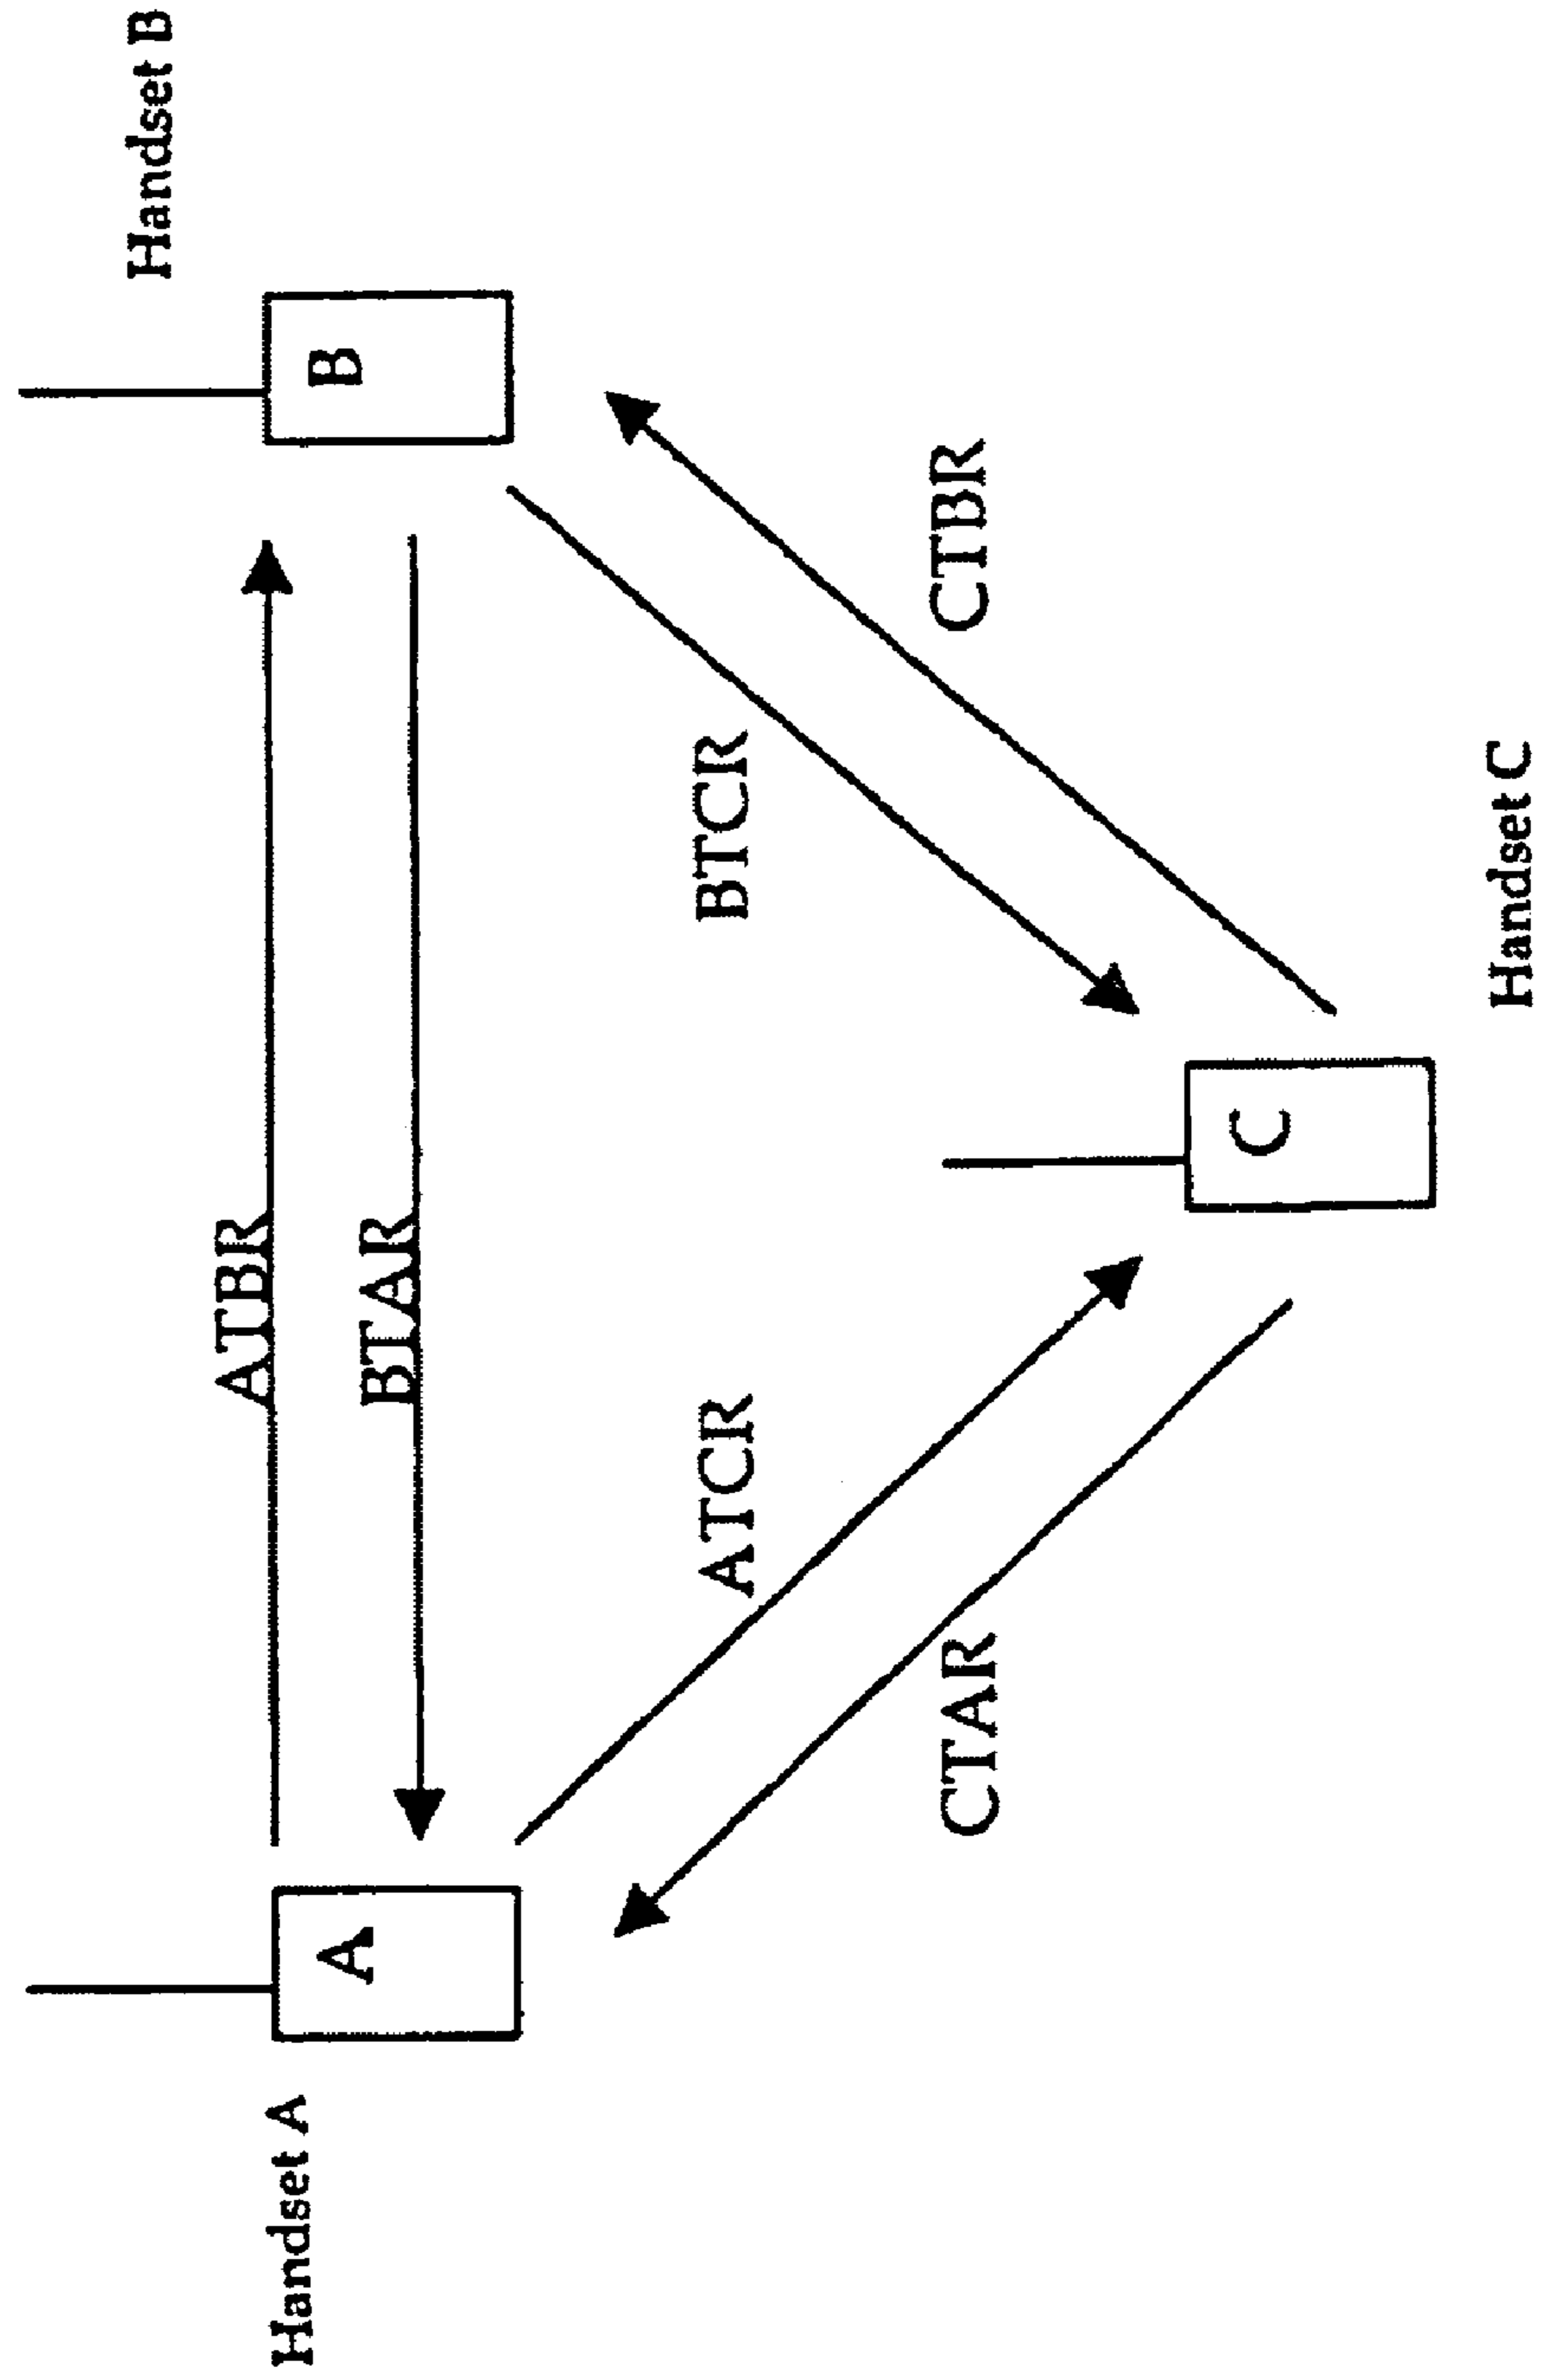 Handset B
B
Handset A
A
ATBR
BTAR
ATCR
BTCR
CTAR
CTBR
C
Handset C